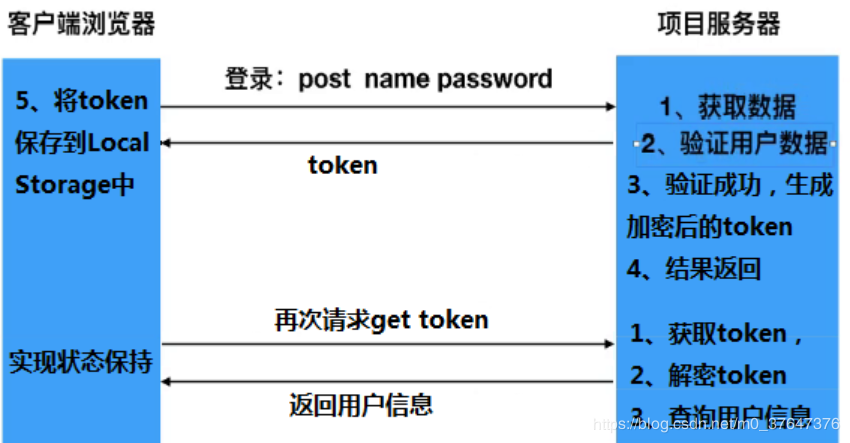 客户端浏览器
项目服务器
登录：post name password
5、将token
保存到Local
Storage中
token
1、获取数据
2、验证用户数据
3、验证成功，生成
加密后的token
4、结果返回
再次请求get token
实现状态保持
返回用户信息
1、获取token，
2、解密token
3、查询用户信息
https://blog.csdn.net/m0_37647376